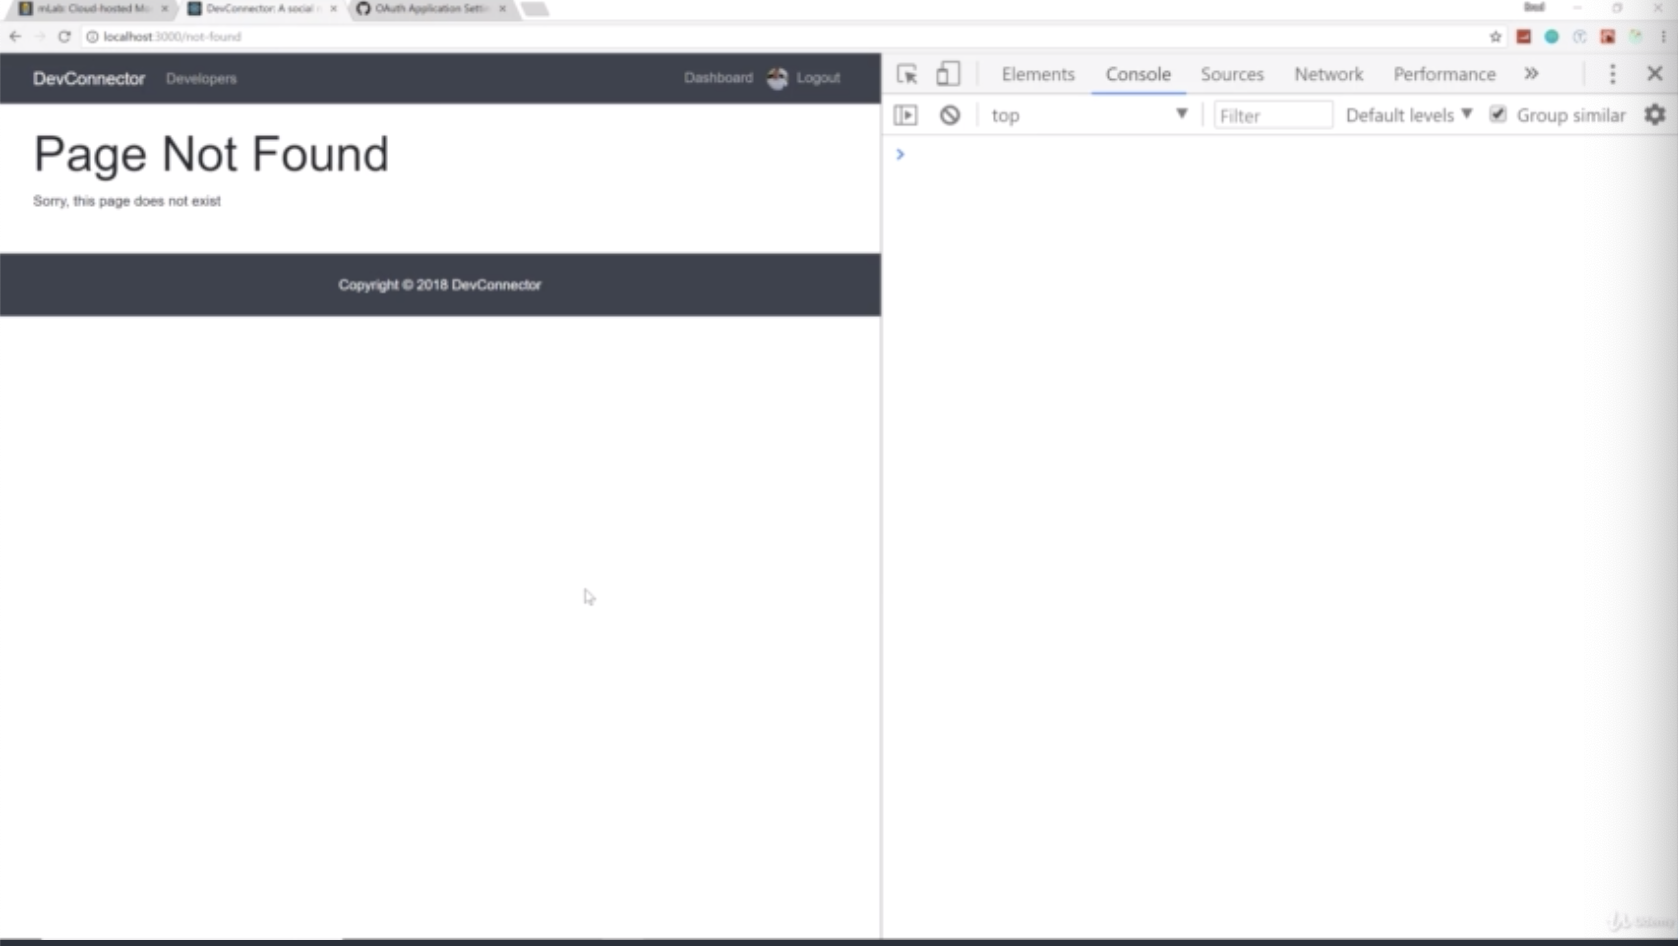 mLab: Cloud-hosted Mo
DevConnector: A social n
OAuth Application Setti
localhost:3000/not-found
DevConnector
Developers
Dashboard
Logout
Page Not Found
Sorry, this page does not exist
Copyright © 2018 DevConnector
Elements
Console
Sources
Network
Performance
top
Filter
Default levels
Group similar
Udemy